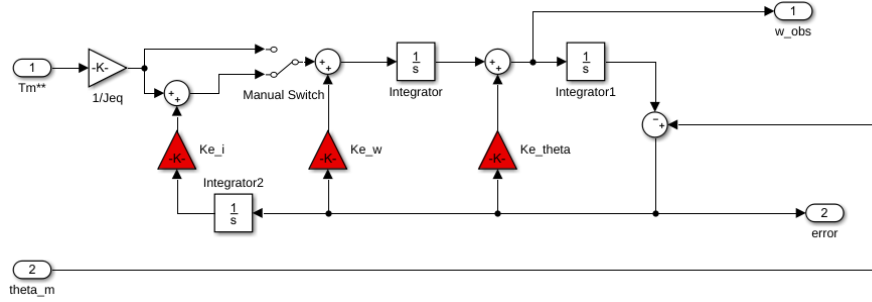 1
w_obs
1
Tm**
-K-
1/Jeq
+
+
Manual Switch
+
+
1
s
Integrator
+
+
1
s
Integrator1
−
+
-K-
Ke_i
-K-
Ke_w
-K-
Ke_theta
Integrator2
1
s
2
error
2
theta_m